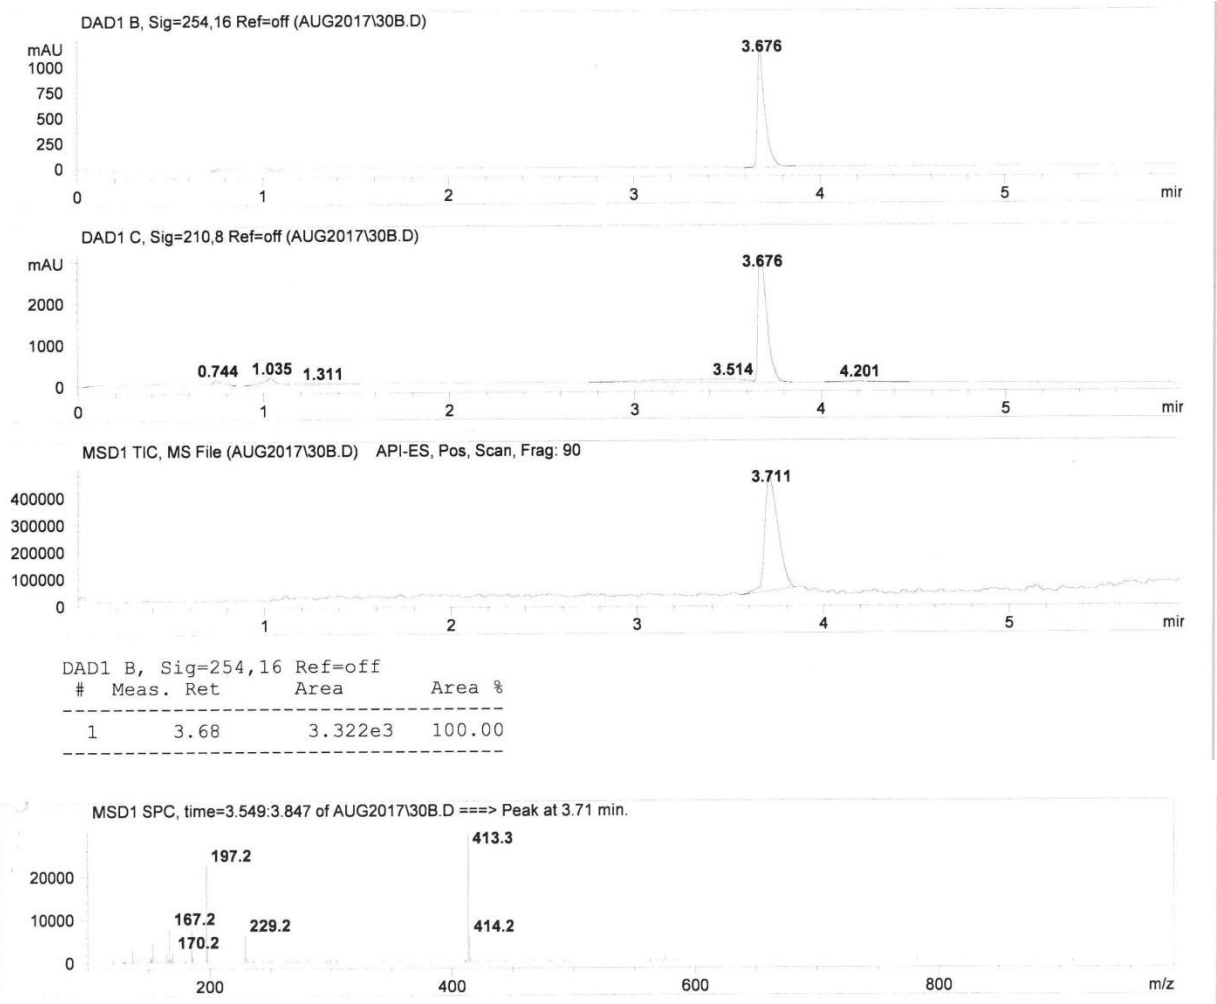 DAD1 B, Sig=254,16 Ref=off (AUG2017\30B.D)
mAU
3.676
1000
750
500
250
0
0 1 2 3 4 5 mir
DAD1 C, Sig=210,8 Ref=off (AUG2017\30B.D)
mAU
3.676
2000
1000
0.744 1.035 1.311 3.514 4.201
0
0 1 2 3 4 5 mir
MSD1 TIC, MS File (AUG2017\30B.D) API-ES, Pos, Scan, Frag: 90
3.711
400000
300000
200000
100000
0
1 2 3 4 5 mir
DAD1 B, Sig=254,16 Ref=off
# Meas. Ret Area Area %
1 3.68 3.322e3 100.00
MSD1 SPC, time=3.549:3.847 of AUG2017\30B.D ===> Peak at 3.71 min.
413.3
197.2
20000
167.2 229.2 414.2
10000
170.2
0
200 400 600 800 m/z